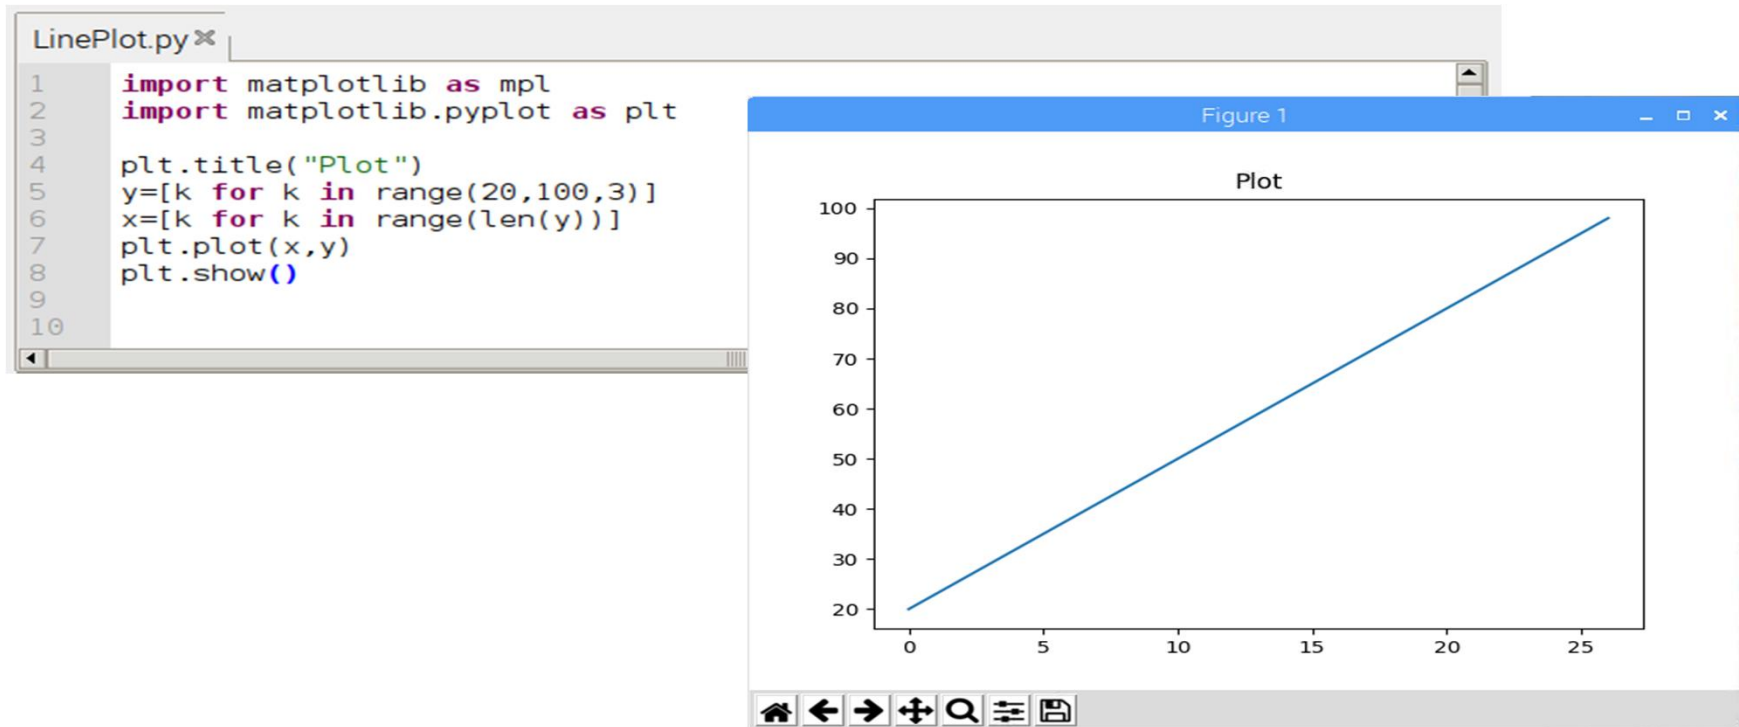 LinePlot.py
1 import matplotlib as mpl
2 import matplotlib.pyplot as plt
3
4 plt.title("Plot")
5 y=[k for k in range(20,100,3)]
6 x=[k for k in range(len(y))]
7 plt.plot(x,y)
8 plt.show()
9
10
Figure 1
Plot
100
90
80
70
60
50
40
30
20
0 5 10 15 20 25